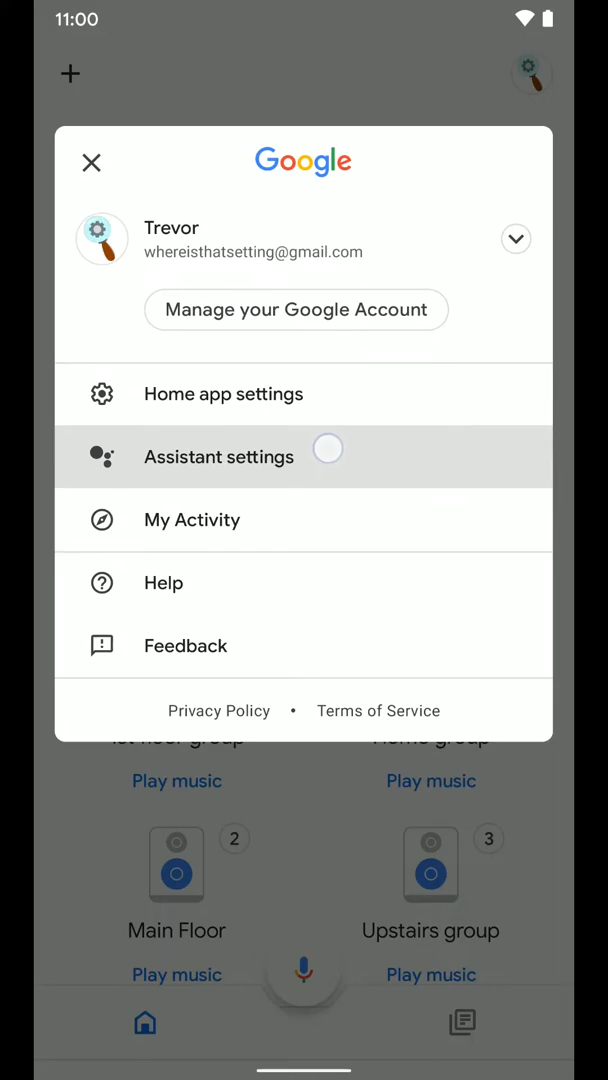 11:00
Google
Trevor
whereisthatsetting@gmail.com
Manage your Google Account
Home app settings
Assistant settings
My Activity
Help
Feedback
Privacy Policy • Terms of Service
1st floor group Home group
Play music Play music
2 3
Main Floor Upstairs group
Play music Play music